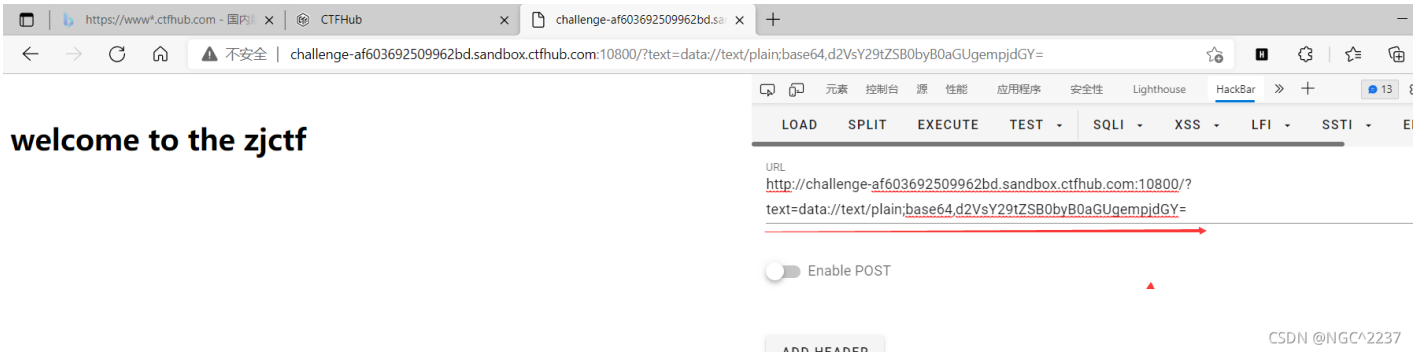 https://www*.ctfhub.com - 国内
CTFHub
challenge-af603692509962bd.sa
不安全 challenge-af603692509962bd.sandbox.ctfhub.com:10800/?text=data://text/plain;base64,d2VsY29tZSB0byB0aGUgempjdGY=
welcome to the zjctf
元素 控制台 源 性能 应用程序 安全性 Lighthouse HackBar 13
LOAD SPLIT EXECUTE TEST SQLI XSS LFI SSTI
URL
http://challenge-af603692509962bd.sandbox.ctfhub.com:10800/?
text=data://text/plain;base64,d2VsY29tZSB0byB0aGUgempjdGY=
Enable POST
ADD HEADER
CSDN @NGC^2237